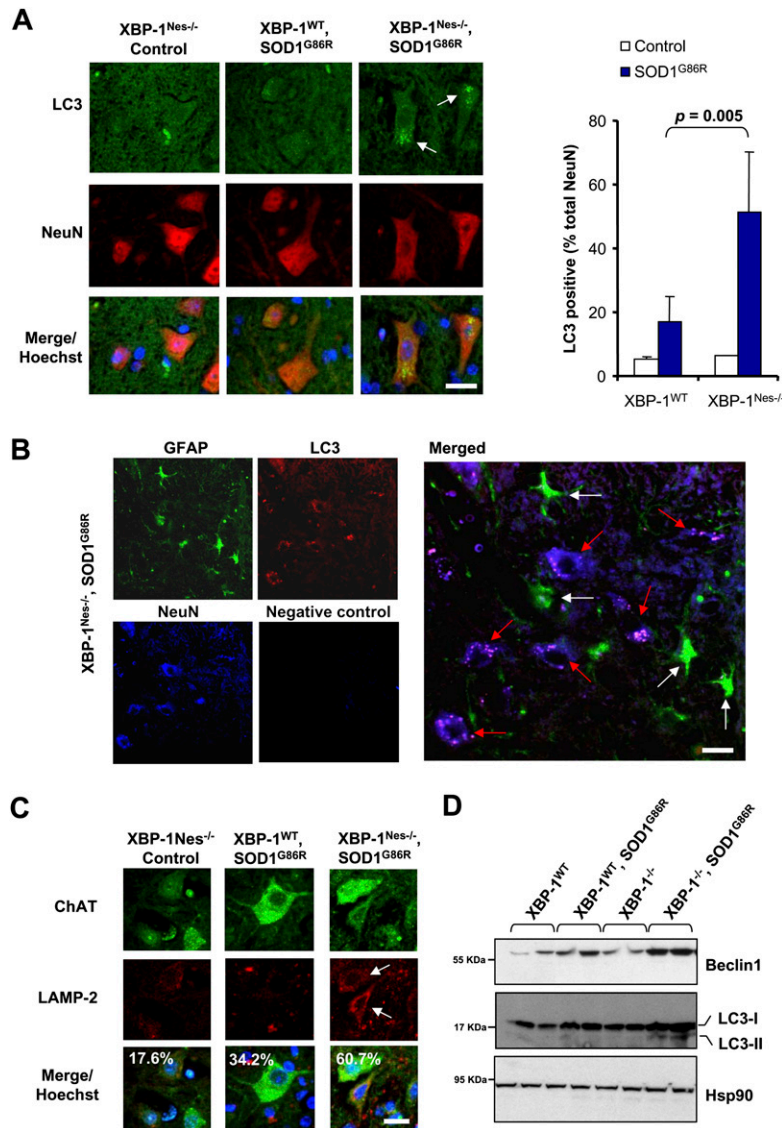 A
XBP-1Nes-/-
Control
XBP-1WT,
SOD1G86R
XBP-1Nes-/-,
SOD1G86R
LC3
NeuN
Merge/
Hoechst
Control
SOD1G86R
p = 0.005
LC3 positive (% total NeuN)
80
60
40
20
0
XBP-1WT
XBP-1Nes-/-
B
XBP-1Nes-/-, SOD1G86R
GFAP
LC3
NeuN
Negative control
Merged
C
XBP-1Nes-/-
Control
XBP-1WT,
SOD1G86R
XBP-1Nes-/-,
SOD1G86R
ChAT
LAMP-2
Merge/
Hoechst
17.6%
34.2%
60.7%
D
XBP-1WT
XBP-1WT, SOD1G86R
XBP-1-/-
XBP-1-/-, SOD1G86R
55 KDa
Beclin1
17 KDa
LC3-I
LC3-II
95 KDa
Hsp90